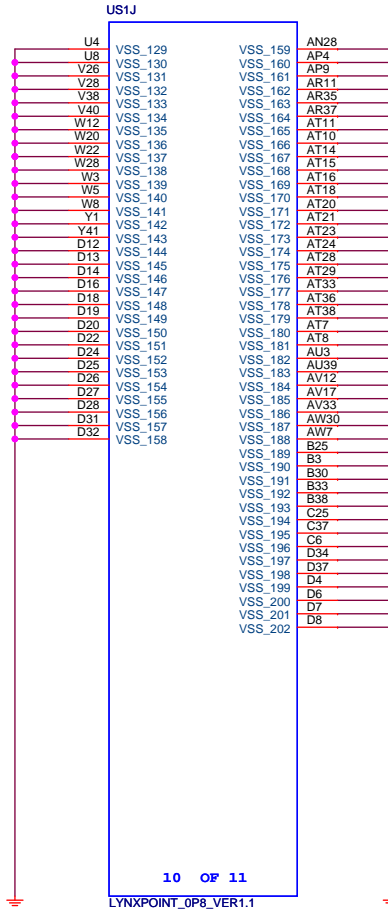 US1J
U4 VSS_129 VSS_159 AN28
U8 VSS_130 VSS_160 AP4
V26 VSS_131 VSS_161 AP9
V28 VSS_132 VSS_162 AR11
V38 VSS_133 VSS_163 AR35
V40 VSS_134 VSS_164 AR37
W12 VSS_135 VSS_165 AT11
W20 VSS_136 VSS_166 AT10
W22 VSS_137 VSS_167 AT14
W28 VSS_138 VSS_168 AT15
W3 VSS_139 VSS_169 AT16
W5 VSS_140 VSS_170 AT18
W8 VSS_141 VSS_171 AT20
Y1 VSS_142 VSS_172 AT21
Y41 VSS_143 VSS_173 AT23
D12 VSS_144 VSS_174 AT24
D13 VSS_145 VSS_175 AT28
D14 VSS_146 VSS_176 AT29
D16 VSS_147 VSS_177 AT33
D18 VSS_148 VSS_178 AT36
D19 VSS_149 VSS_179 AT38
D20 VSS_150 VSS_180 AT7
D22 VSS_151 VSS_181 AT8
D24 VSS_152 VSS_182 AU3
D25 VSS_153 VSS_183 AU39
D26 VSS_154 VSS_184 AV12
D27 VSS_155 VSS_185 AV17
D28 VSS_156 VSS_186 AV33
D31 VSS_157 VSS_187 AW30
D32 VSS_158 VSS_188 AW7
VSS_189 B25
VSS_190 B3
VSS_191 B30
VSS_192 B33
VSS_193 B38
VSS_194 C25
VSS_195 C37
VSS_196 C6
VSS_197 D34
VSS_198 D37
VSS_199 D4
VSS_200 D6
VSS_201 D7
VSS_202 D8
10 OF 11
LYNXPOINT_0P8_VER1.1